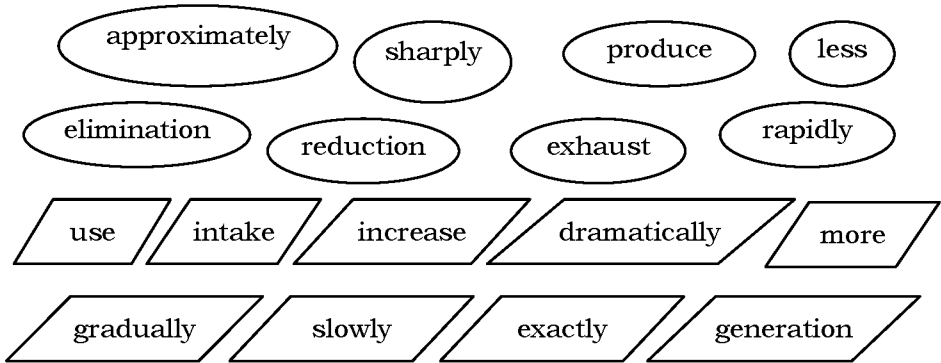 approximately sharply produce less
elimination reduction exhaust rapidly
use intake increase dramatically more
gradually slowly exactly generation